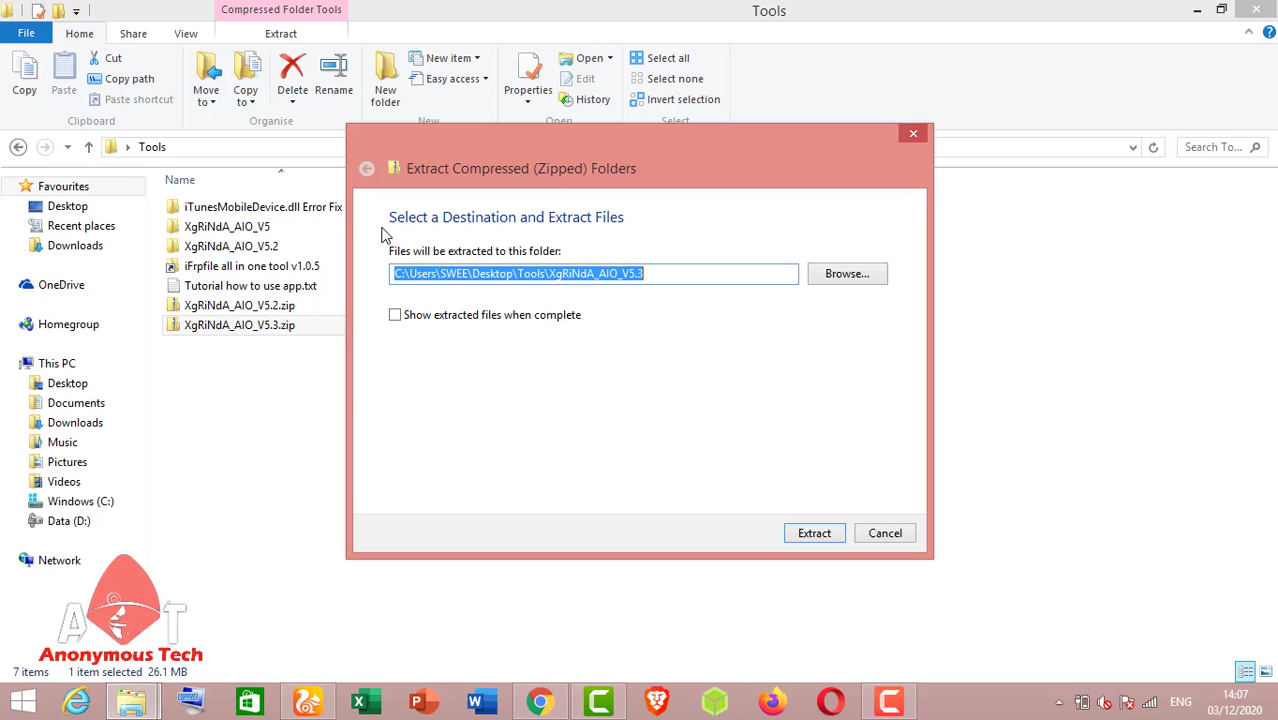 Compressed Folder Tools
Tools
File
Home
Share
View
Extract
Copy
Paste
Cut
Copy path
Paste shortcut
Clipboard
Move to
Copy to
Delete
Rename
Organise
New folder
New item
Easy access
New
Properties
Open
Edit
History
Open
Select all
Select none
Invert selection
Select
Tools
Search To...
Favourites
Desktop
Recent places
Downloads
OneDrive
Homegroup
This PC
Desktop
Documents
Downloads
Music
Pictures
Videos
Windows (C:)
Data (D:)
Network
Name
iTunesMobileDevice.dll Error Fix
XgRiNdA_AIO_V5
XgRiNdA_AIO_V5.2
iFrpfile all in one tool v1.0.5
Tutorial how to use app.txt
XgRiNdA_AIO_V5.2.zip
XgRiNdA_AIO_V5.3.zip
Extract Compressed (Zipped) Folders
Select a Destination and Extract Files
Files will be extracted to this folder:
C:\Users\SWEE\Desktop\Tools\XgRiNdA_AIO_V5.3
Browse...
Show extracted files when complete
Extract
Cancel
A T
Anonymous Tech
7 items
1 item selected 26.1 MB
ENG
14:07
03/12/2020